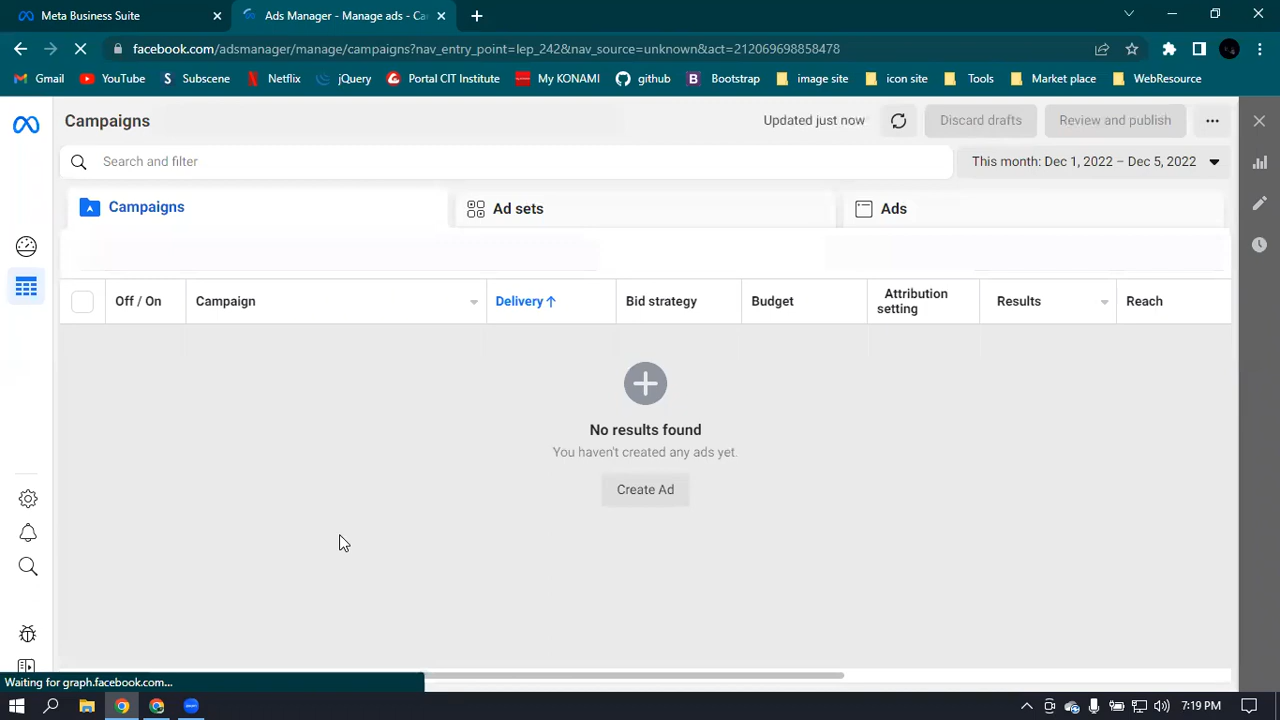 Meta Business Suite
Ads Manager - Manage ads - Ca
facebook.com/adsmanager/manage/campaigns?nav_entry_point=lep_242&nav_source=unknown&act=212069698858478
Gmail YouTube Subscene Netflix jQuery Portal CIT Institute My KONAMI github Bootstrap image site icon site Tools Market place WebResource
Campaigns Updated just now Discard drafts Review and publish
Search and filter This month: Dec 1, 2022 – Dec 5, 2022
Campaigns Ad sets Ads
Off / On Campaign Delivery ↑ Bid strategy Budget Attribution setting Results Reach
No results found
You haven't created any ads yet.
Create Ad
Waiting for graph.facebook.com...
7:19 PM